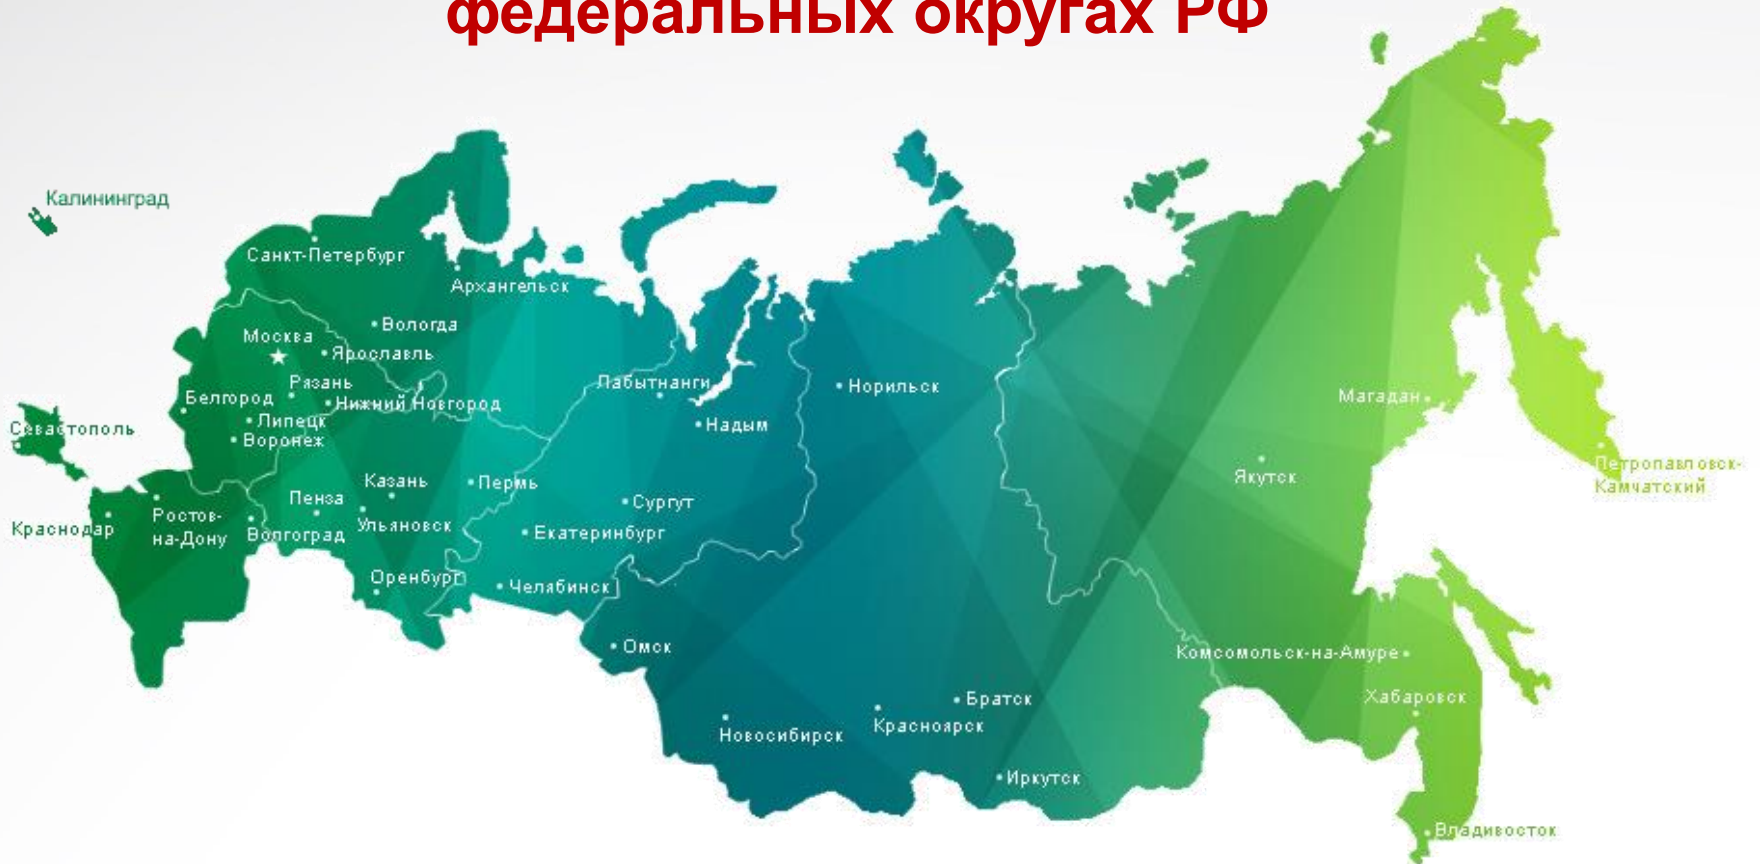 федеральных округах РФ
Калининград
Санкт-Петербург
Архангельск
Вологда
Москва
Ярославль
Рязань
Белгород
Нижний Новгород
Липецк
Воронеж
Севастополь
Лабытнанги
Норильск
Надым
Магадан
Якутск
Петропавловск-
Камчатский
Казань
Пермь
Пенза
Сургут
Ростов-
на-Дону
Краснодар
Волгоград
Ульяновск
Екатеринбург
Оренбург
Челябинск
Омск
Комсомольск-на-Амуре
Хабаровск
Братск
Красноярск
Новосибирск
Иркутск
Владивосток